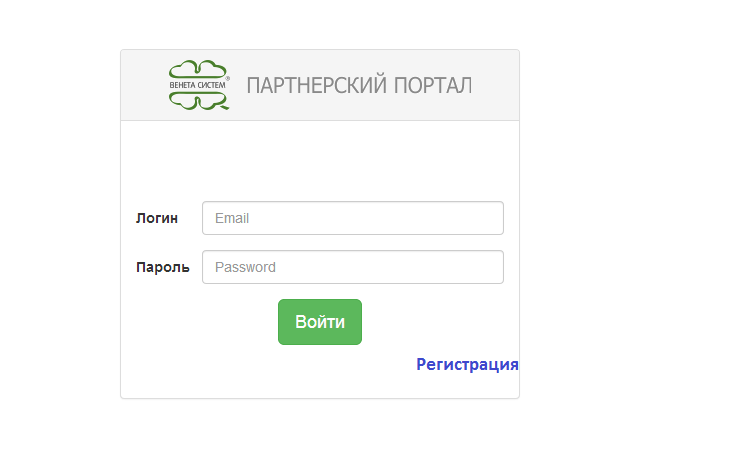 ВЕНЕТА СИСТЕМ®
ПАРТНЕРСКИЙ ПОРТАЛ
Логин Email
Пароль Password
Войти
Регистрация